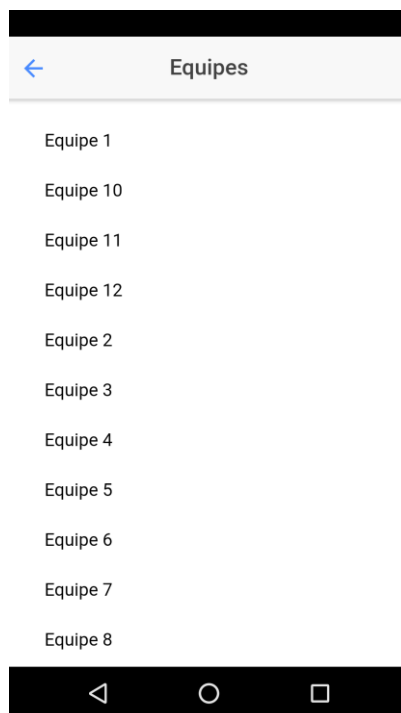 Equipes
Equipe 1
Equipe 10
Equipe 11
Equipe 12
Equipe 2
Equipe 3
Equipe 4
Equipe 5
Equipe 6
Equipe 7
Equipe 8